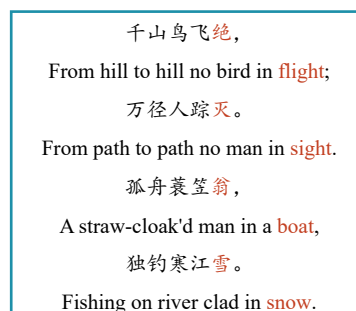 千山鸟飞绝，
From hill to hill no bird in flight;
万径人踪灭。
From path to path no man in sight.
孤舟蓑笠翁，
A straw-cloak'd man in a boat,
独钓寒江雪。
Fishing on river clad in snow.